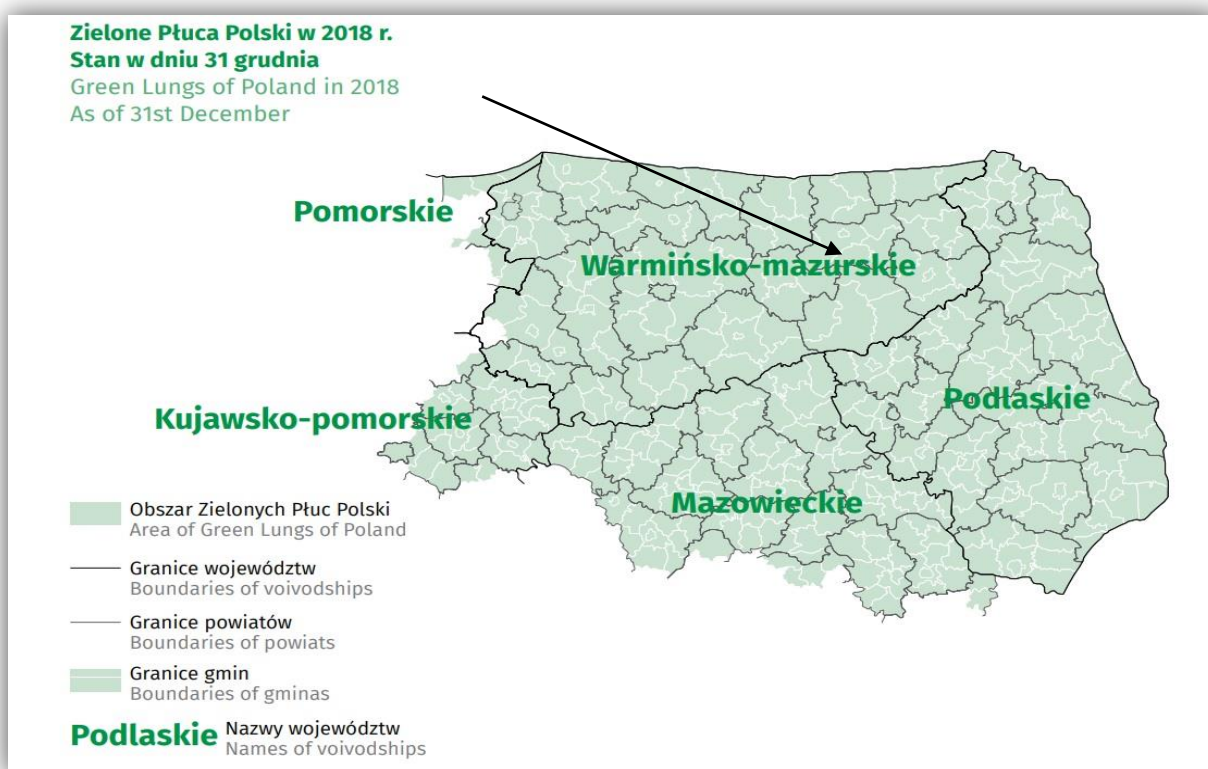 Zielone Płuca Polski w 2018 r.
Stan w dniu 31 grudnia
Green Lungs of Poland in 2018
As of 31st December
Pomorskie
Warmińsko-mazurskie
Podlaskie
Kujawsko-pomorskie
Mazowieckie
Obszar Zielonych Płuc Polski
Area of Green Lungs of Poland
Granice województw
Boundaries of voivodships
Granice powiatów
Boundaries of powiats
Granice gmin
Boundaries of gminas
Podlaskie Nazwy województw
Names of voivodships